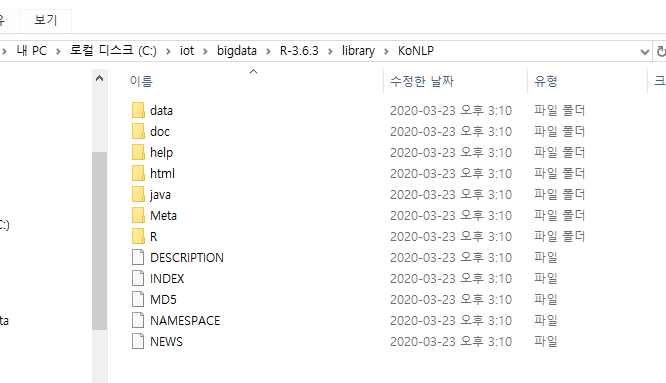 유 보기
내 PC > 로컬 디스크 (C:) > iot > bigdata > R-3.6.3 > library > KoNLP
이름 수정한 날짜 유형 크
data 2020-03-23 오후 3:10 파일 폴더
doc 2020-03-23 오후 3:10 파일 폴더
help 2020-03-23 오후 3:10 파일 폴더
html 2020-03-23 오후 3:10 파일 폴더
java 2020-03-23 오후 3:10 파일 폴더
Meta 2020-03-23 오후 3:10 파일 폴더
C:)
R 2020-03-23 오후 3:10 파일 폴더
DESCRIPTION 2020-03-23 오후 3:10 파일
INDEX 2020-03-23 오후 3:10 파일
MD5 2020-03-23 오후 3:10 파일
ta
NAMESPACE 2020-03-23 오후 3:10 파일
NEWS 2020-03-23 오후 3:10 파일